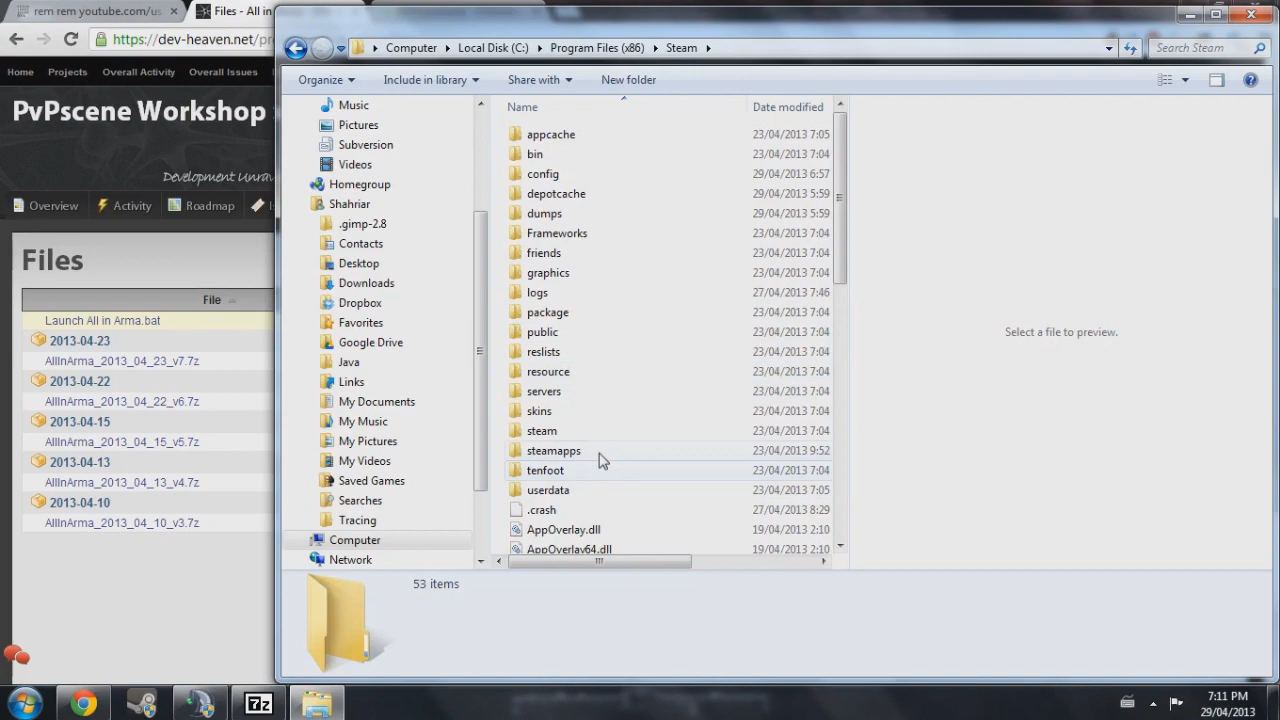 rem rem youtube.com/us
Files - All in
https://dev-heaven.net/pr
Home Projects Overall Activity Overall Issues
PvPscene Workshop
Development Unra
Overview Activity Roadmap
Files
File
Launch All in Arma.bat
2013-04-23
AllInArma_2013_04_23_v7.7z
2013-04-22
AllInArma_2013_04_22_v6.7z
2013-04-15
AllInArma_2013_04_15_v5.7z
2013-04-13
AllInArma_2013_04_13_v4.7z
2013-04-10
AllInArma_2013_04_10_v3.7z
Computer Local Disk (C:) Program Files (x86) Steam
Search Steam
Organize Include in library Share with New folder
Music
Pictures
Subversion
Videos
Homegroup
Shahriar
.gimp-2.8
Contacts
Desktop
Downloads
Dropbox
Favorites
Google Drive
Java
Links
My Documents
My Music
My Pictures
My Videos
Saved Games
Searches
Tracing
Computer
Network
Name Date modified
appcache 23/04/2013 7:05
bin 23/04/2013 7:04
config 29/04/2013 6:57
depotcache 29/04/2013 5:59
dumps 29/04/2013 5:59
Frameworks 23/04/2013 7:04
friends 23/04/2013 7:04
graphics 23/04/2013 7:04
logs 27/04/2013 7:46
package 23/04/2013 7:04
public 23/04/2013 7:04
reslists 23/04/2013 7:04
resource 23/04/2013 7:04
servers 23/04/2013 7:04
skins 23/04/2013 7:04
steam 23/04/2013 7:04
steamapps 23/04/2013 9:52
tenfoot 23/04/2013 7:04
userdata 23/04/2013 7:05
.crash 27/04/2013 8:29
AppOverlay.dll 19/04/2013 2:10
AppOverlay64.dll 19/04/2013 2:10
Select a file to preview.
53 items
7z
7:11 PM
29/04/2013